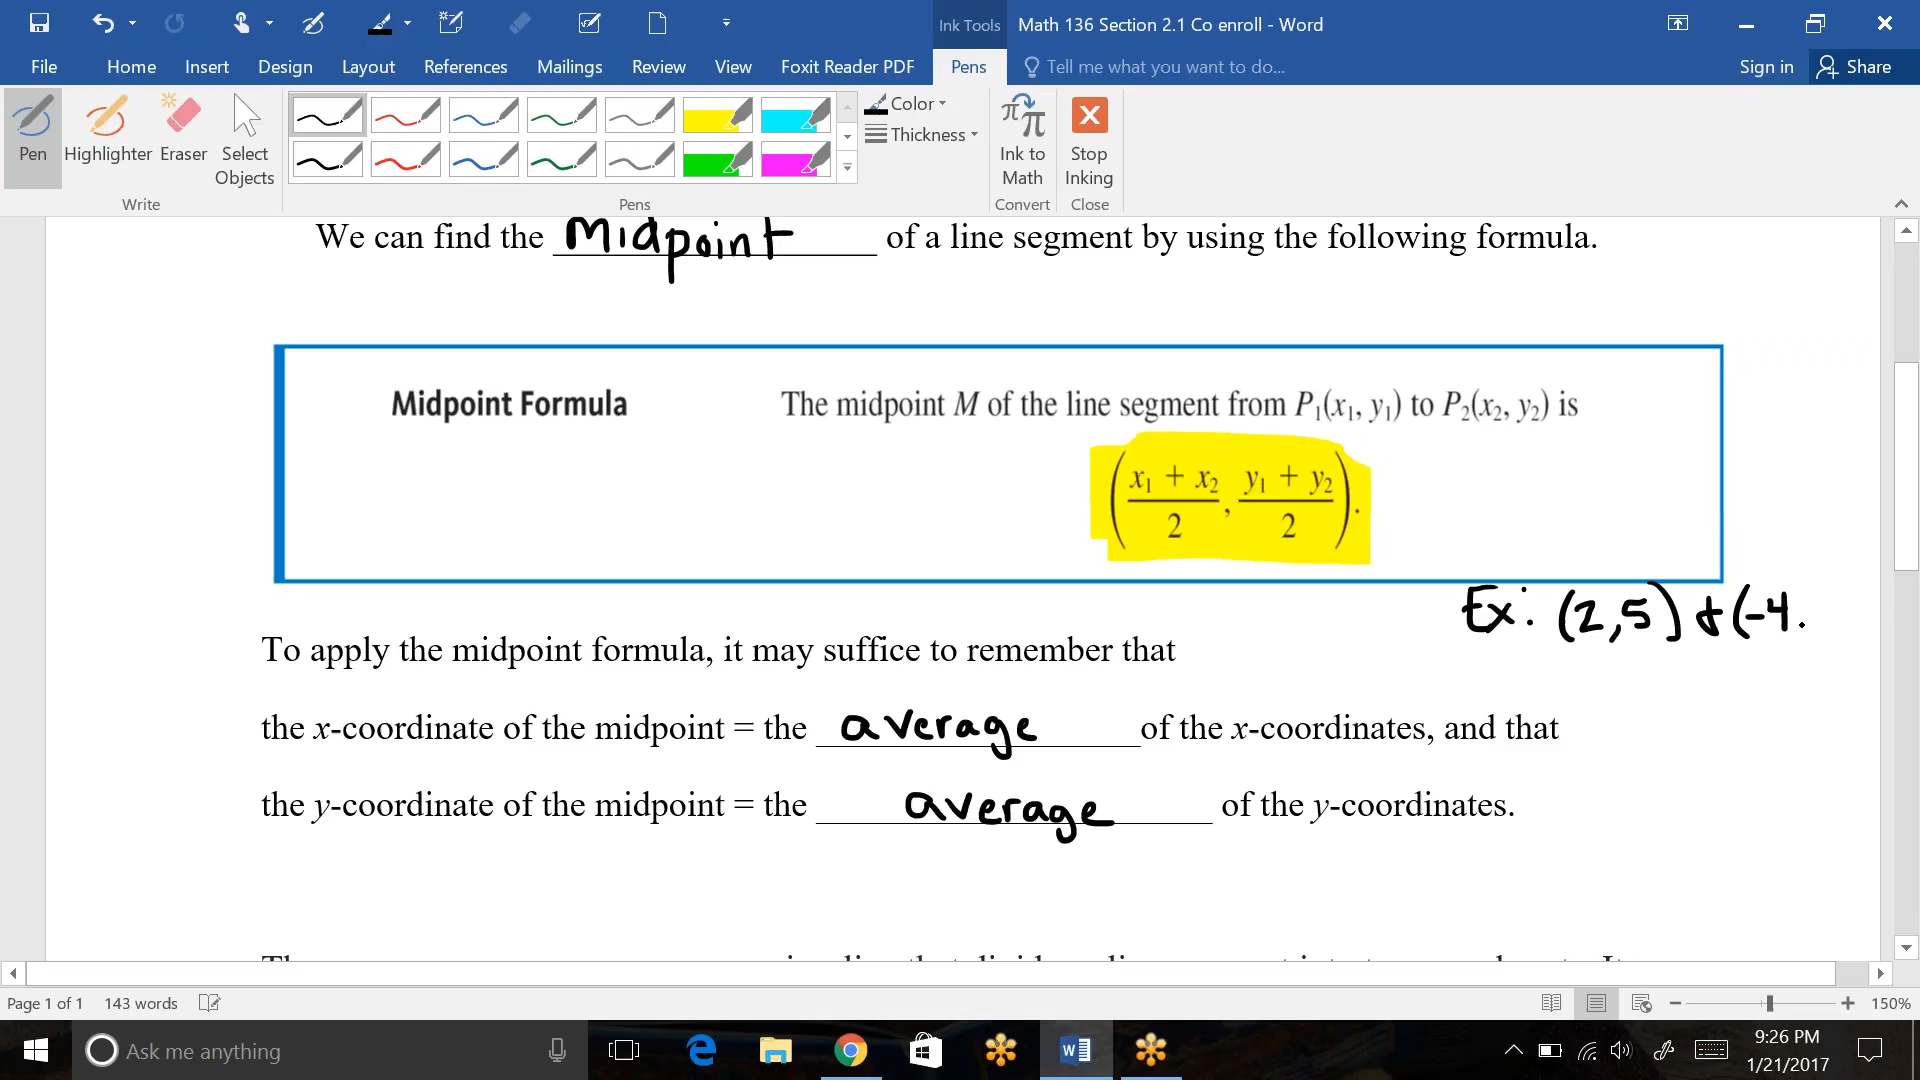 Ink Tools
Math 136 Section 2.1 Co enroll - Word
File Home Insert Design Layout References Mailings Review View Foxit Reader PDF Pens Tell me what you want to do... Sign in Share
Pen Highlighter Eraser Select Objects
Color
Thickness
Ink to Math
Stop Inking
Write Pens Convert Close
We can find the Midpoint of a line segment by using the following formula.
Midpoint Formula The midpoint M of the line segment from P₁(x₁, y₁) to P₂(x₂, y₂) is
((x₁ + x₂)/2, (y₁ + y₂)/2).
Ex: (2,5) & (-4.
To apply the midpoint formula, it may suffice to remember that
the x-coordinate of the midpoint = the average of the x-coordinates, and that
the y-coordinate of the midpoint = the average of the y-coordinates.
Page 1 of 1 143 words 150%
Ask me anything
9:26 PM
1/21/2017